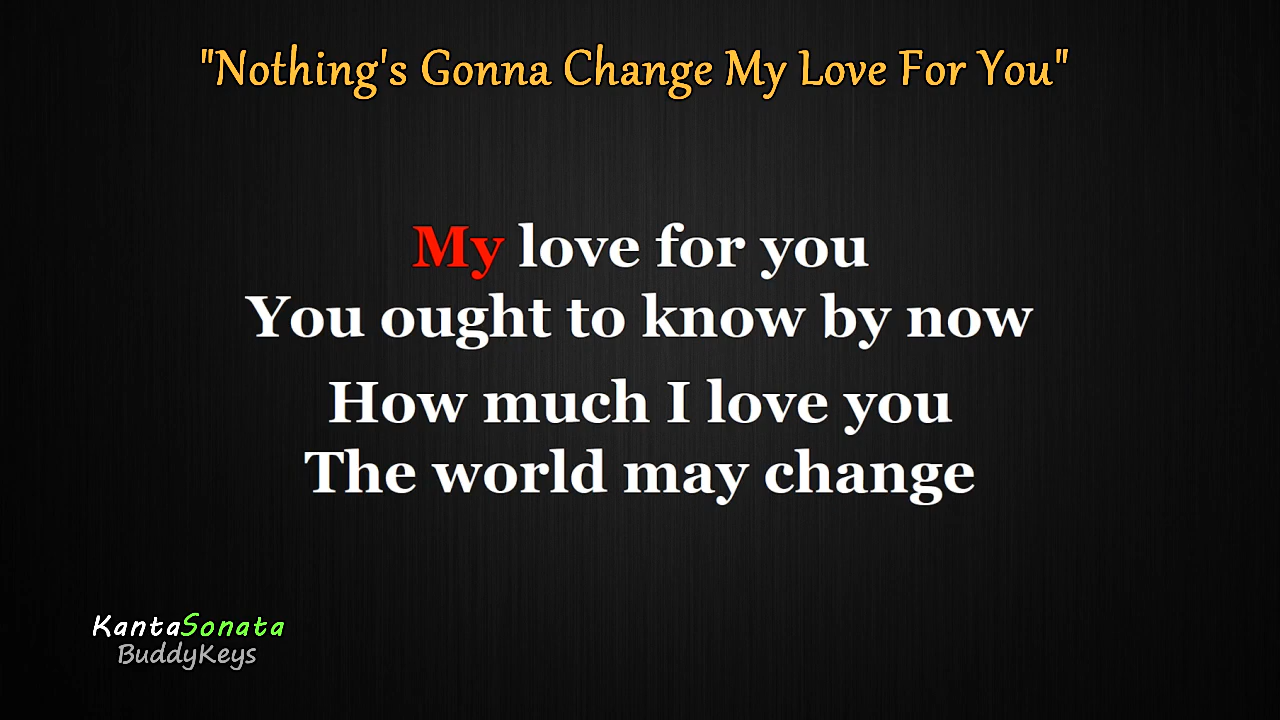 "Nothing's Gonna Change My Love For You"
My love for you
You ought to know by now
How much I love you
The world may change
KantaSonata
BuddyKeys